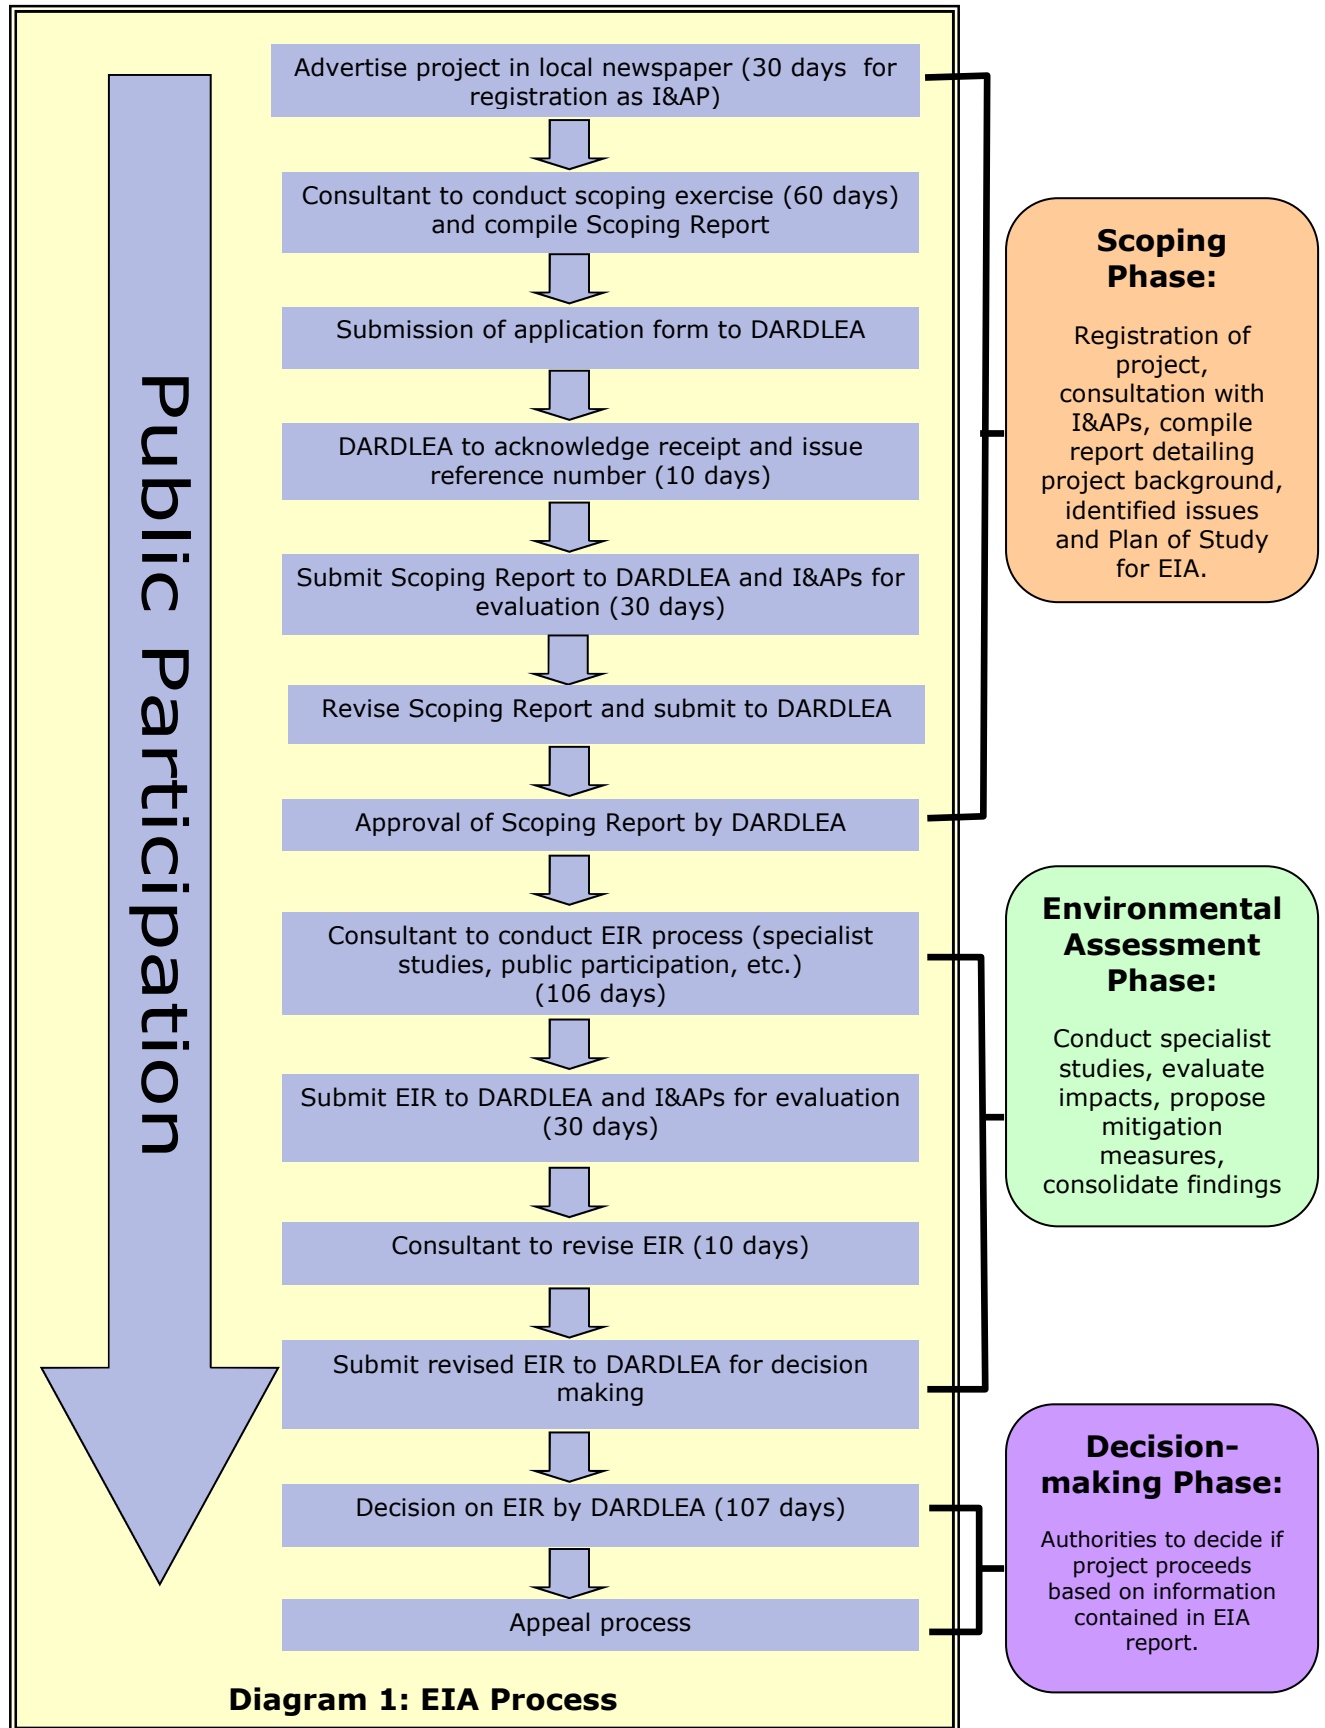 Public Participation
Advertise project in local newspaper (30 days  for
registration as I&AP)
Consultant to conduct scoping exercise (60 days)
and compile Scoping Report
Submission of application form to DARDLEA
DARDLEA to acknowledge receipt and issue
reference number (10 days)
Submit Scoping Report to DARDLEA and I&APs for
evaluation (30 days)
Revise Scoping Report and submit to DARDLEA
Approval of Scoping Report by DARDLEA
Consultant to conduct EIR process (specialist
studies, public participation, etc.)
(106 days)
Submit EIR to DARDLEA and I&APs for evaluation
(30 days)
Consultant to revise EIR (10 days)
Submit revised EIR to DARDLEA for decision
making
Decision on EIR by DARDLEA (107 days)
Appeal process
Diagram 1: EIA Process
Scoping
Phase:
Registration of
project,
consultation with
I&APs, compile
report detailing
project background,
identified issues
and Plan of Study
for EIA.
Environmental
Assessment
Phase:
Conduct specialist
studies, evaluate
impacts, propose
mitigation
measures,
consolidate findings
Decision-
making Phase:
Authorities to decide if
project proceeds
based on information
contained in EIA
report.